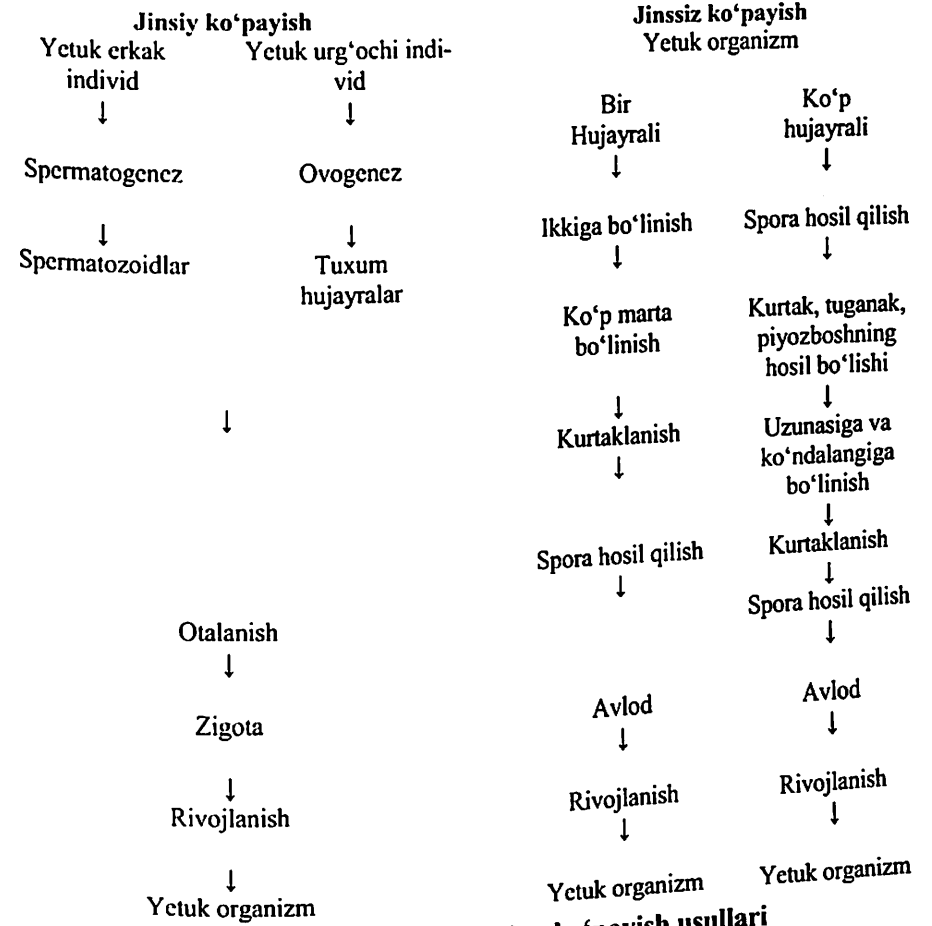 Jinsiy ko‘payish
Yetuk erkak
individ
↓
Spermatogenez
↓
Spermatozoidlar
Yetuk urg‘ochi indi-
vid
↓
Ovogenez
↓
Tuxum
hujayralar
↓
Otalanish
↓
Zigota
↓
Rivojlanish
↓
Yetuk organizm
Jinssiz ko‘payish
Yetuk organizm
Bir
Hujayrali
↓
Ikkiga bo‘linish
↓
Ko‘p marta
bo‘linish
↓
Kurtaklanish
↓
Spora hosil qilish
↓
Avlod
↓
Rivojlanish
↓
Yetuk organizm
Ko‘p
hujayrali
↓
Spora hosil qilish
↓
Kurtak, tuganak,
piyozboshning
hosil bo‘lishi
↓
Uzunasiga va
ko‘ndalangiga
bo‘linish
↓
Kurtaklanish
↓
Spora hosil qilish
↓
Avlod
↓
Rivojlanish
↓
Yetuk organizm
usullari